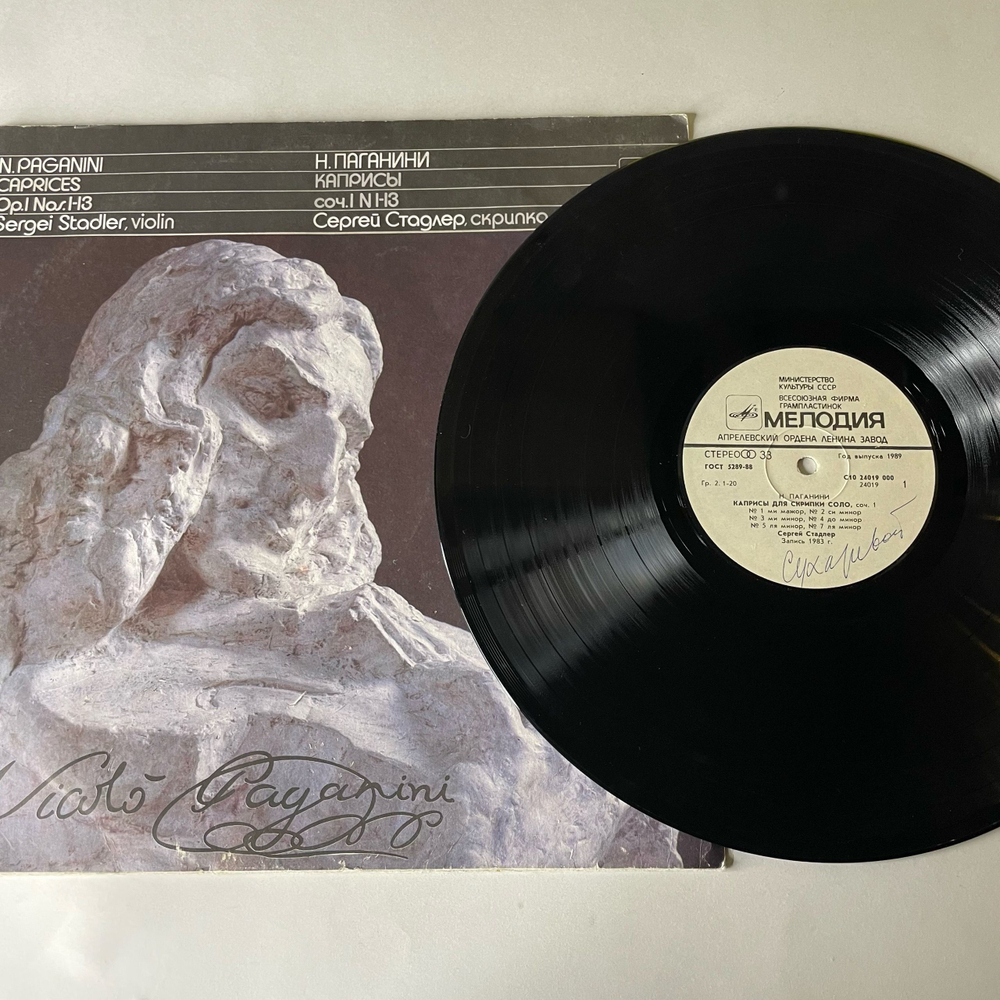 N. PAGANINI
CAPRICES
Op.1 Nos.1-13
Sergei Stadler, violin
Н. ПАГАНИНИ
КАПРИСЫ
соч.1 N 1-13
Сергей Стадлер, скрипка
Nicolò Paganini
МИНИСТЕРСТВО
КУЛЬТУРЫ СССР
ВСЕСОЮЗНАЯ ФИРМА
ГРАМПЛАСТИНОК
МЕЛОДИЯ
АПРЕЛЕВСКИЙ ОРДЕНА ЛЕНИНА ЗАВОД
СТЕРЕО 33
Год выпуска 1989
ГОСТ 5289-88
С10 24019 000
Гр. 2. 1-20
24019 1
Н. ПАГАНИНИ
КАПРИСЫ ДЛЯ СКРИПКИ СОЛО, соч. 1
№ 1 ми мажор, № 2 си минор
№ 3 ми минор, № 4 до минор
№ 5 ля минор, № 7 ля минор
Сергей Стадлер
Запись 1983 г.